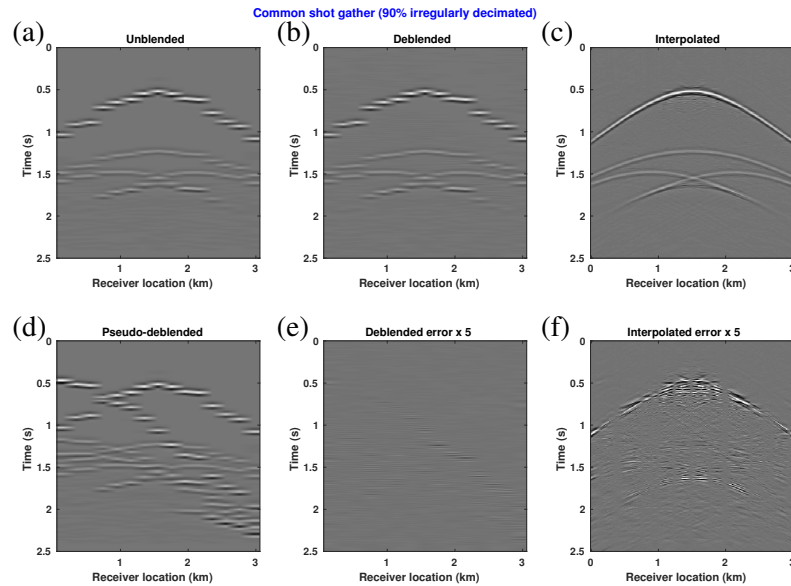 Common shot gather (90% irregularly decimated)
(a) Unblended
(b) Deblended
(c) Interpolated
0
0.5
1
1.5
2
2.5
Time (s)
1 2 3
Receiver location (km)
0
0.5
1
1.5
2
2.5
Time (s)
1 2 3
Receiver location (km)
0
0.5
1
1.5
2
2.5
Time (s)
0 1 2 3
Receiver location (km)
(d) Pseudo-deblended
(e) Deblended error x 5
(f) Interpolated error x 5
0
0.5
1
1.5
2
2.5
Time (s)
1 2 3
Receiver location (km)
0
0.5
1
1.5
2
2.5
Time (s)
1 2 3
Receiver location (km)
0
0.5
1
1.5
2
2.5
Time (s)
0 1 2 3
Receiver location (km)